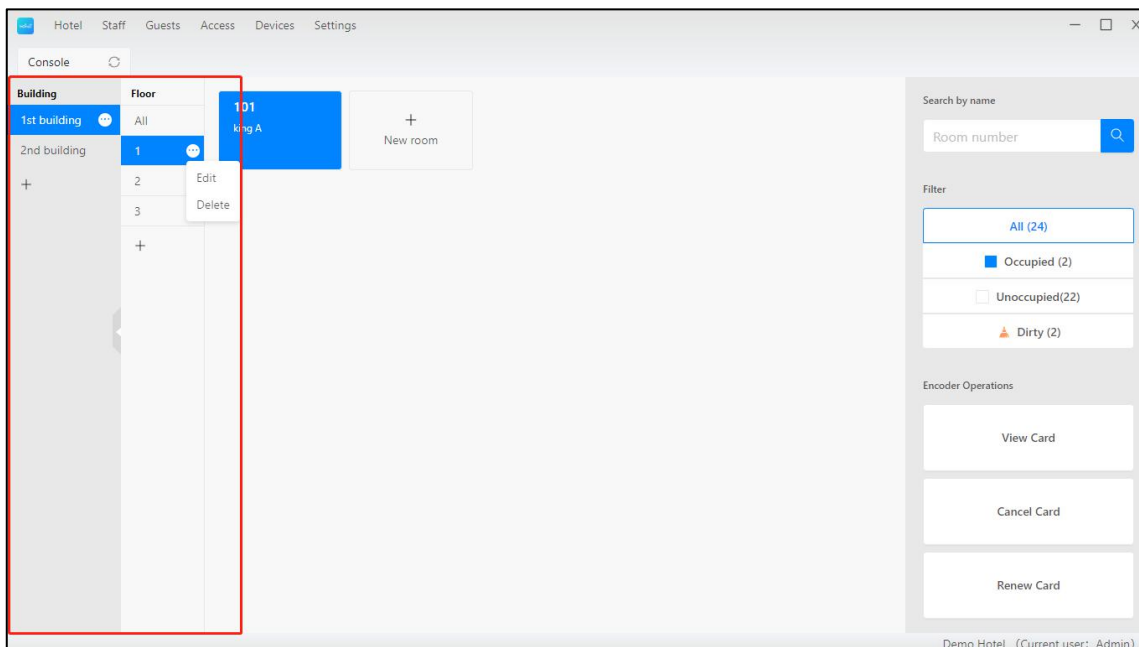 Hotel Staff Guests Access Devices Settings
Console
Building
1st building
2nd building
+
Floor
All
1
2
3
+
Edit
Delete
101
king A
+
New room
Search by name
Room number
Filter
All (24)
Occupied (2)
Unoccupied(22)
Dirty (2)
Encoder Operations
View Card
Cancel Card
Renew Card
Demo Hotel （Current user：Admin）